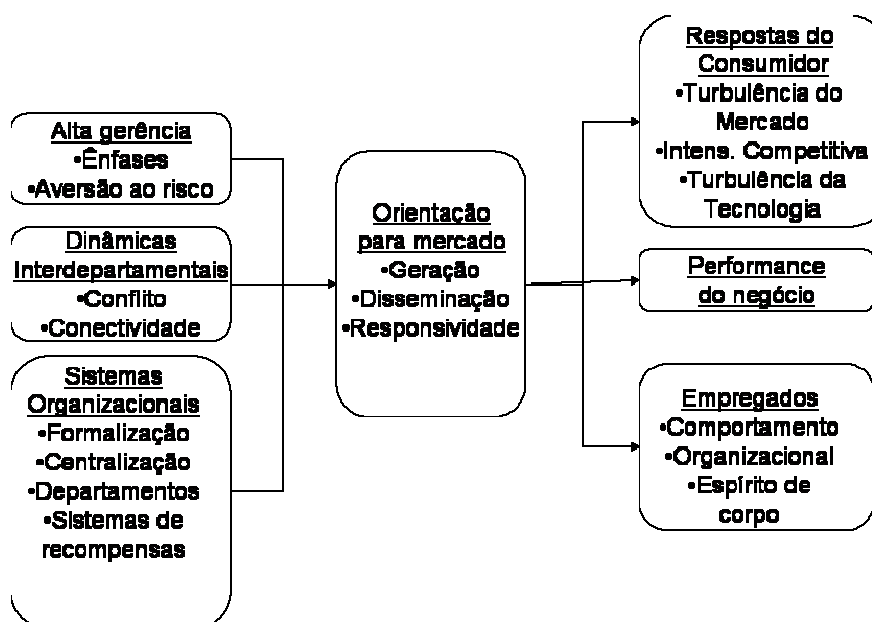 Alta gerência
•Ênfases
•Aversão ao risco
Dinâmicas
Interdepartamentais
•Conflito
•Conectividade
Sistemas
Organizacionais
•Formalização
•Centralização
•Departamentos
•Sistemas de
recompensas
Orientação
para mercado
•Geração
•Disseminação
•Responsividade
Respostas do
Consumidor
•Turbulência do
Mercado
•Intens. Competitiva
•Turbulência da
Tecnologia
Performance
do negócio
Empregados
•Comportamento
•Organizacional
•Espírito de
corpo